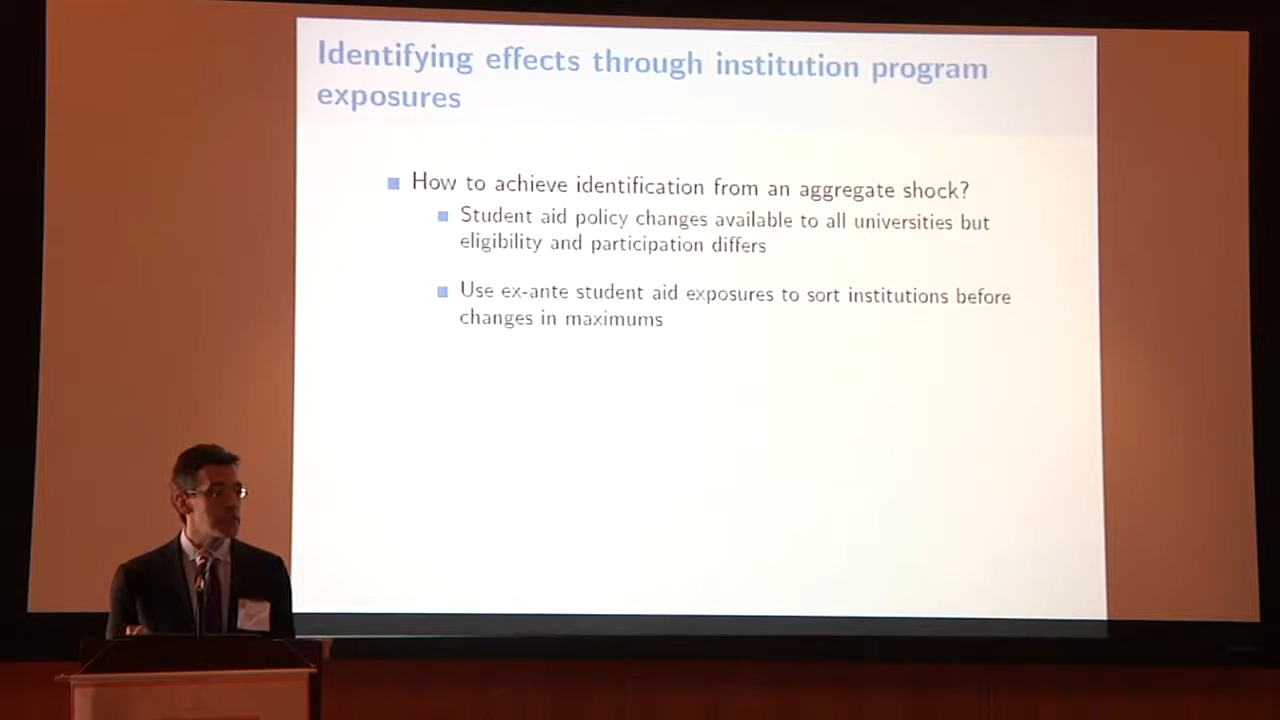 Identifying effects through institution program
exposures
How to achieve identification from an aggregate shock?
Student aid policy changes available to all universities but
eligibility and participation differs
Use ex-ante student aid exposures to sort institutions before
changes in maximums